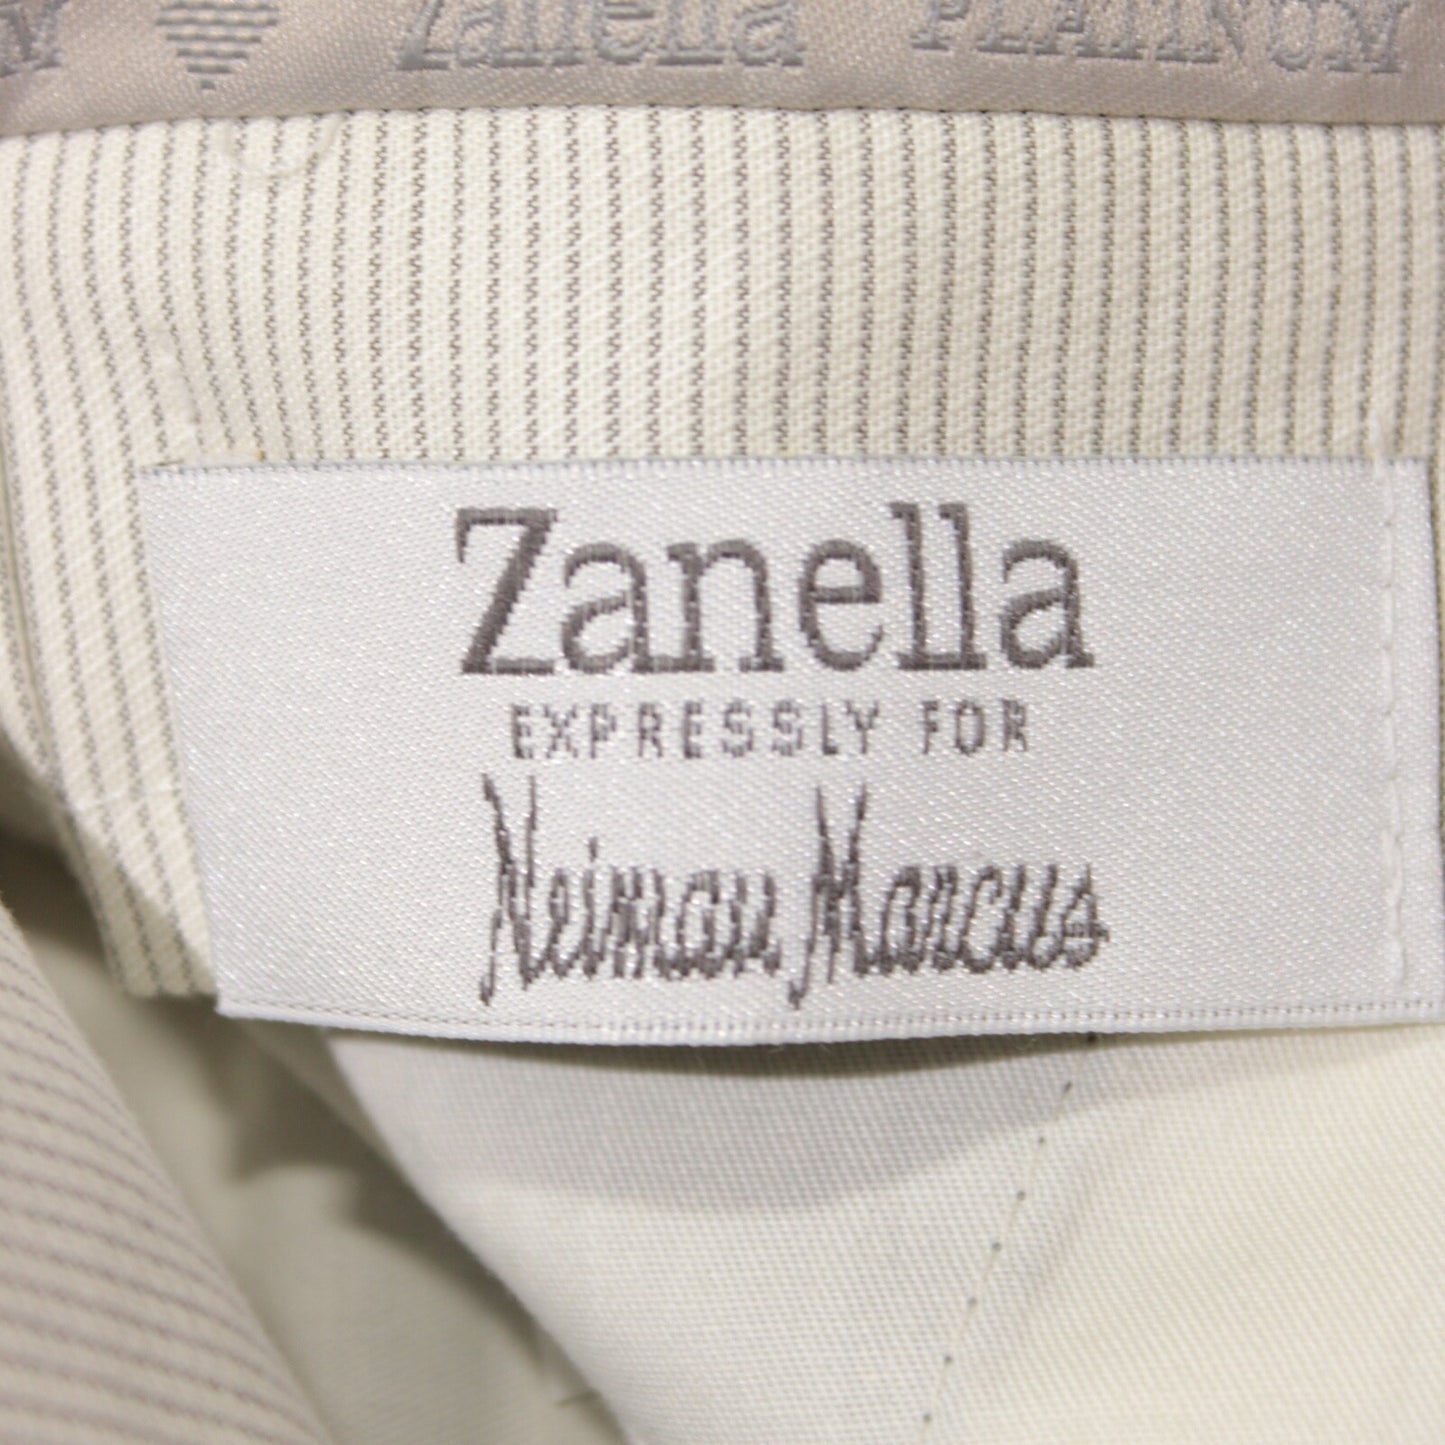 M Zanella PLATINUM
Zanella
EXPRESSLY FOR
Neiman Marcus